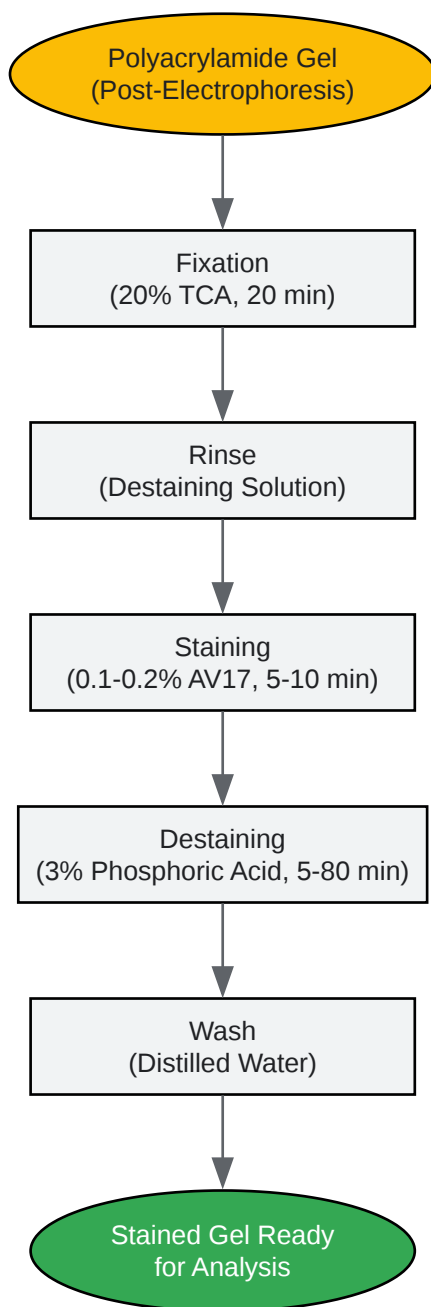 Polyacrylamide Gel
(Post-Electrophoresis)
Fixation
(20% TCA, 20 min)
Rinse
(Destaining Solution)
Staining
(0.1-0.2% AV17, 5-10 min)
Destaining
(3% Phosphoric Acid, 5-80 min)
Wash
(Distilled Water)
Stained Gel Ready
for Analysis